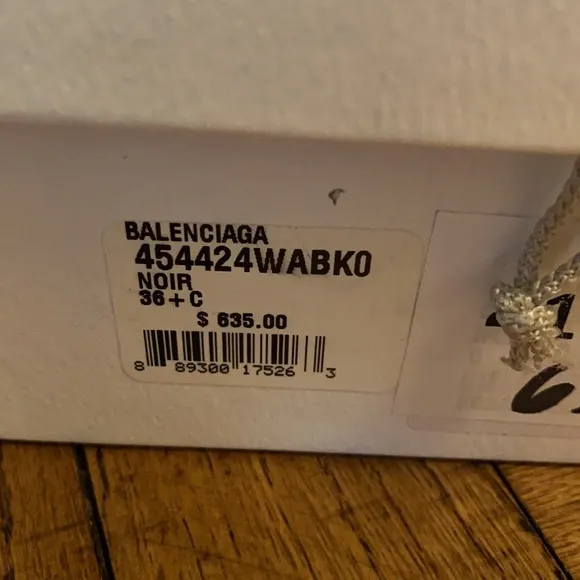 BALENCIAGA
454424WABK0
NOIR
36+C
$ 635.00
8 89300 17526 3